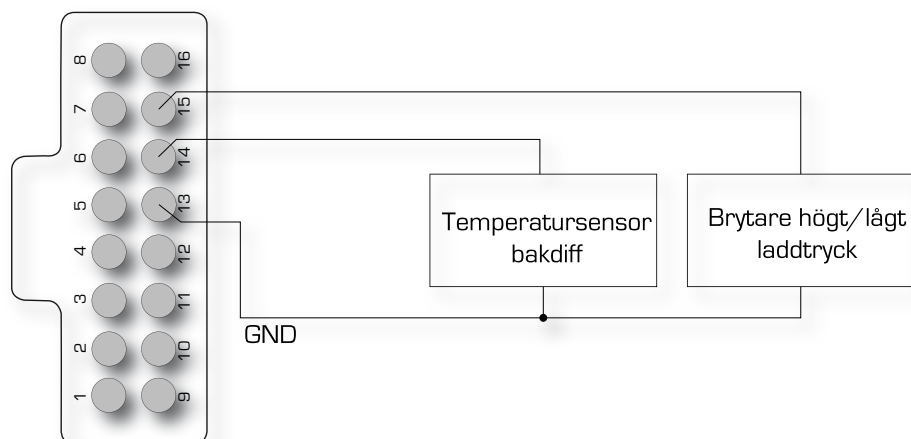 8 16
7 15
6 14
5 13
4 12
3 11
2 10
1 9
Temperatursensor
bakdiff
Brytare högt/lågt
laddtryck
GND